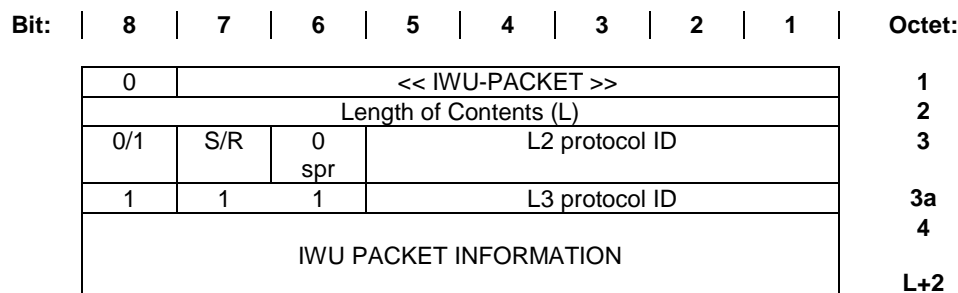 Bit: 8 7 6 5 4 3 2 1 Octet:
0 << IWU-PACKET >> 1
Length of Contents (L) 2
0/1 S/R 0 L2 protocol ID 3
spr
1 1 1 L3 protocol ID 3a
4
IWU PACKET INFORMATION
L+2